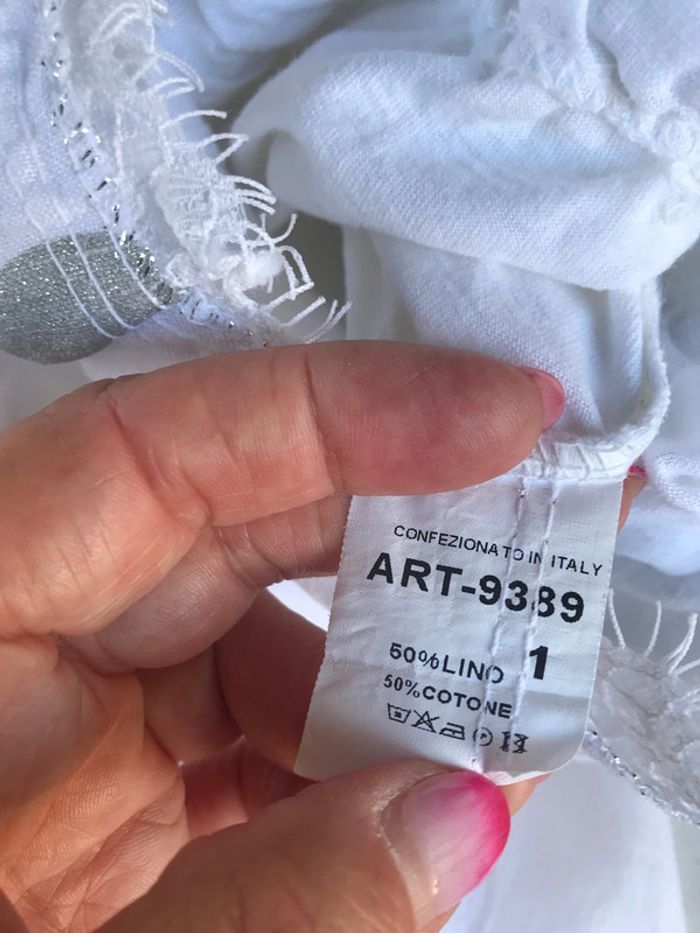 CONFEZIONATO IN ITALY
ART-9389
50%LINO 1
50%COTONE